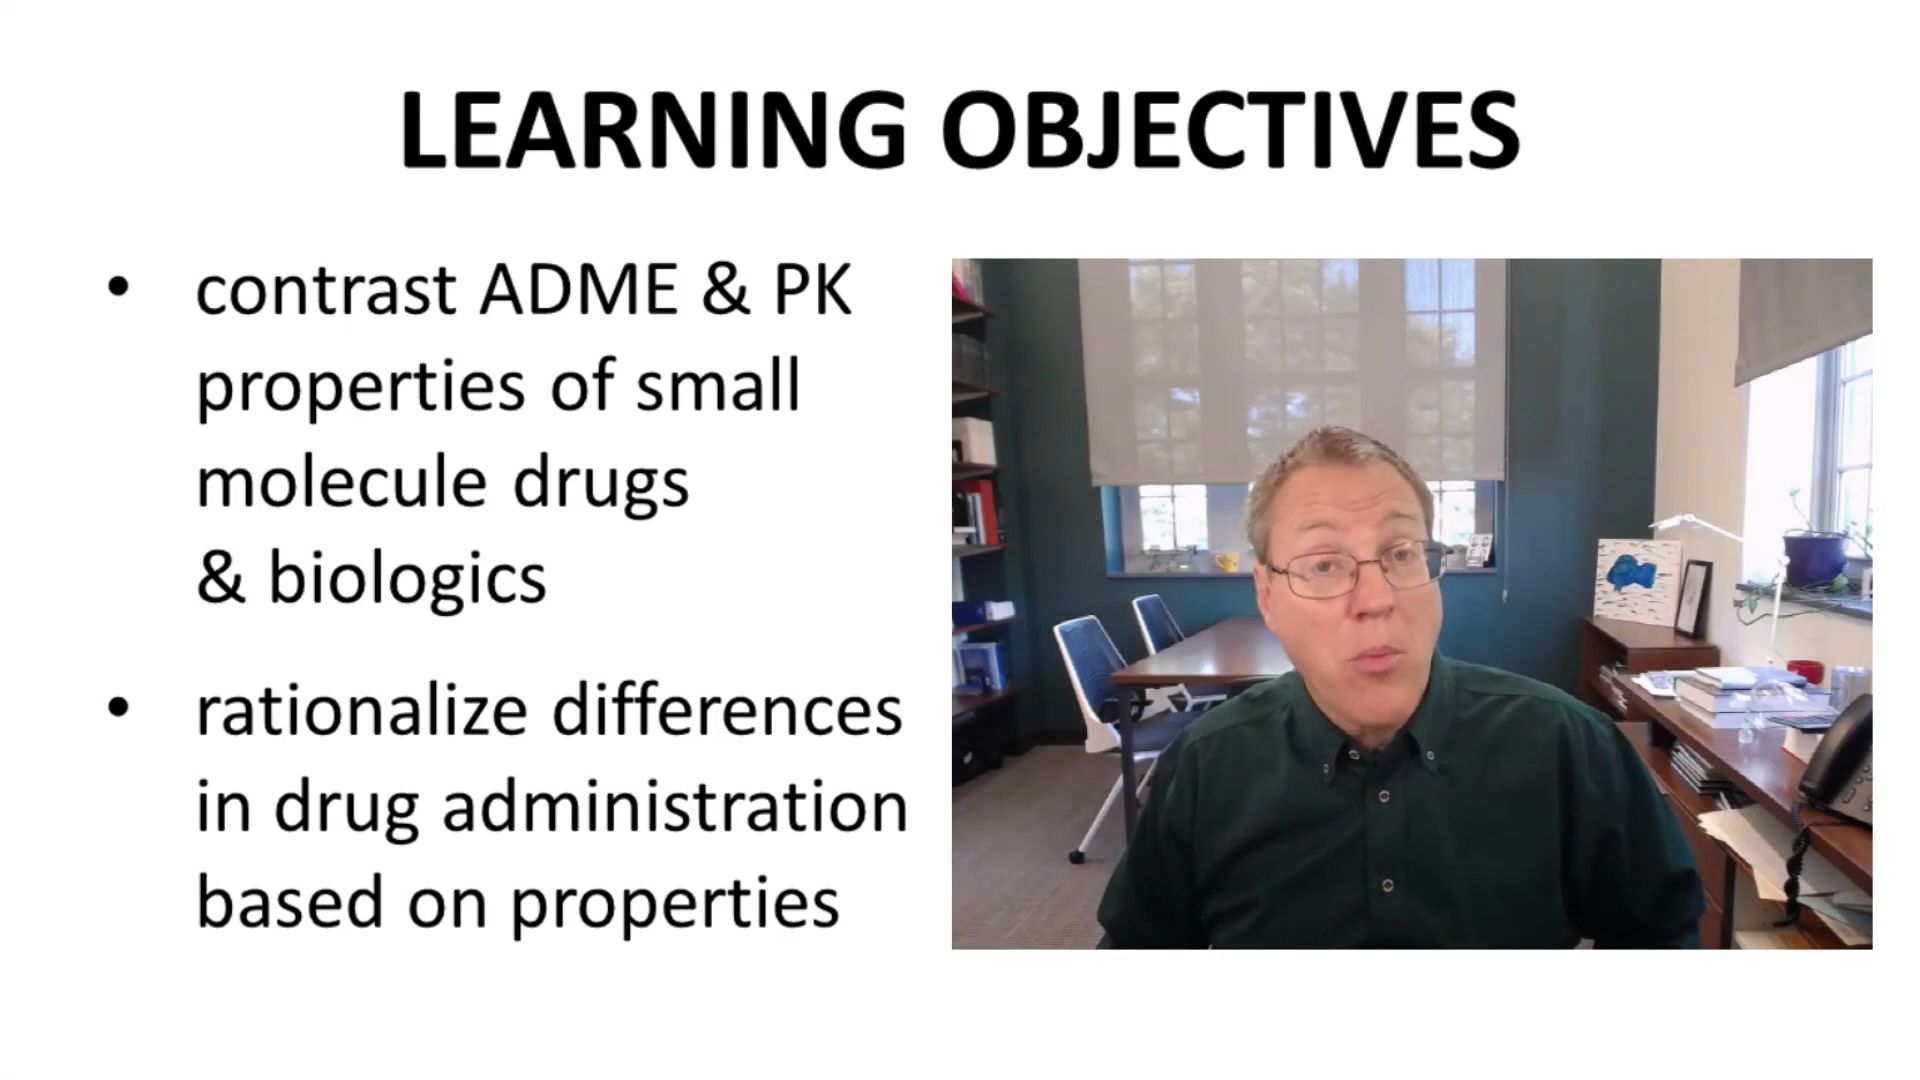 LEARNING OBJECTIVES
• contrast ADME & PK
properties of small
molecule drugs
& biologics
• rationalize differences
in drug administration
based on properties